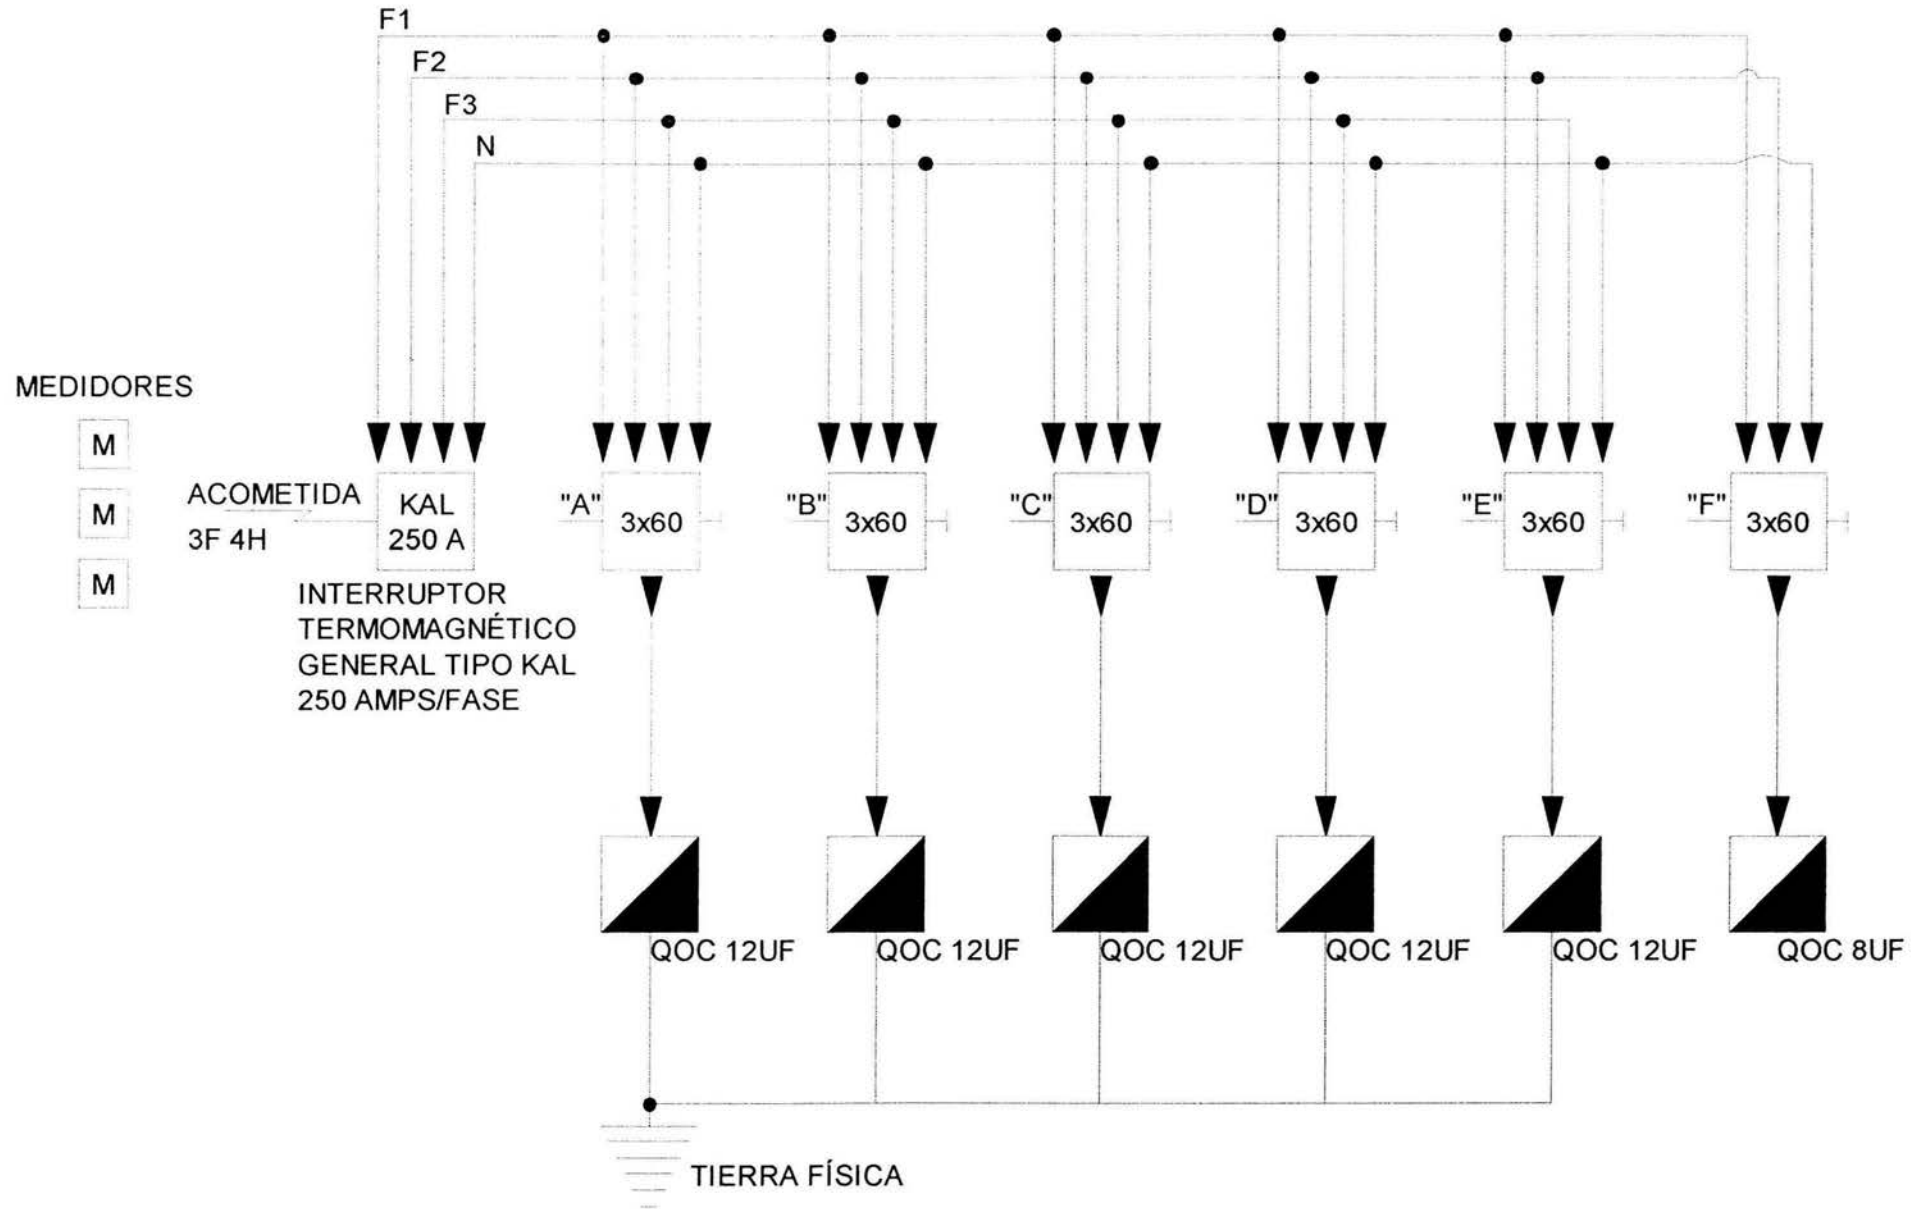 F1
F2
F3
N
MEDIDORES
M
M
M
ACOMETIDA
3F 4H
KAL
250 A
INTERRUPTOR
TERMOMAGNÉTICO
GENERAL TIPO KAL
250 AMPS/FASE
"A"
3x60
"B"
3x60
"C"
3x60
"D"
3x60
"E"
3x60
"F"
3x60
QOC 12UF
QOC 12UF
QOC 12UF
QOC 12UF
QOC 12UF
QOC 8UF
TIERRA FÍSICA